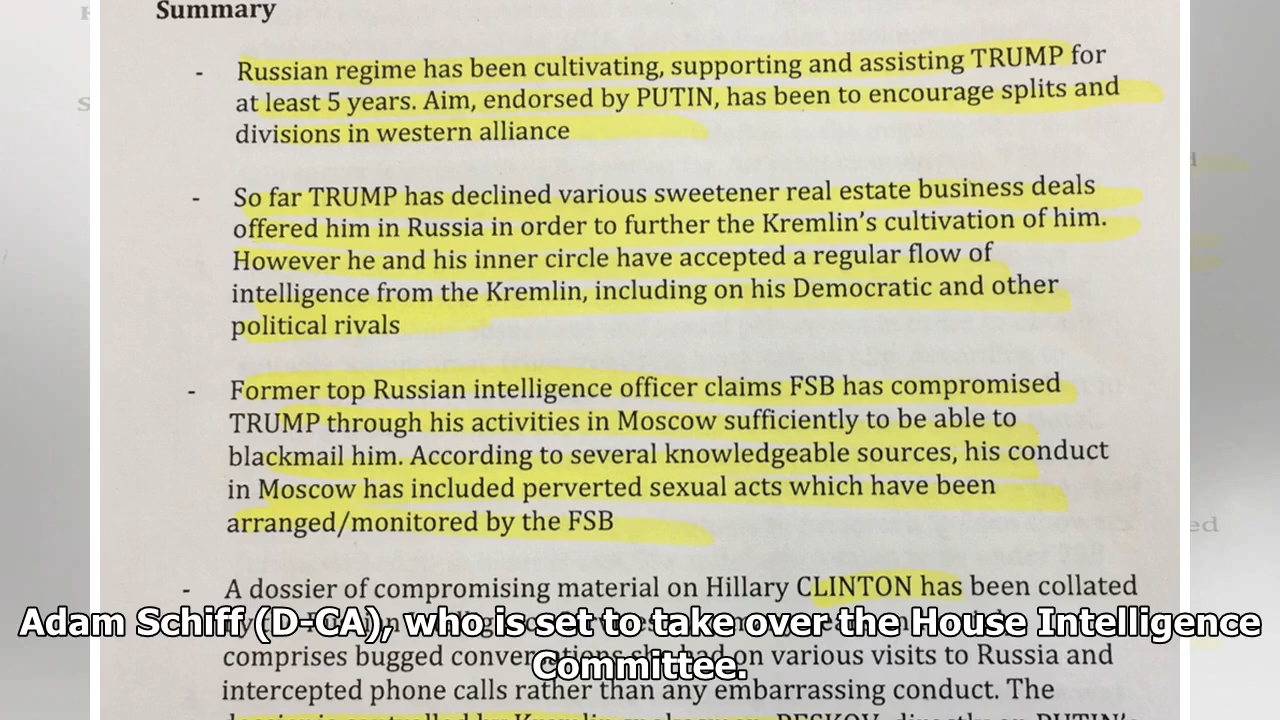 Summary
- Russian regime has been cultivating, supporting and assisting TRUMP for
at least 5 years. Aim, endorsed by PUTIN, has been to encourage splits and
divisions in western alliance
- So far TRUMP has declined various sweetener real estate business deals
offered him in Russia in order to further the Kremlin's cultivation of him.
However he and his inner circle have accepted a regular flow of
intelligence from the Kremlin, including on his Democratic and other
political rivals
- Former top Russian intelligence officer claims FSB has compromised
TRUMP through his activities in Moscow sufficiently to be able to
blackmail him. According to several knowledgeable sources, his conduct
in Moscow has included perverted sexual acts which have been
arranged/monitored by the FSB
- A dossier of compromising material on Hillary CLINTON has been collated
Adam Schiff (D-CA), who is set to take over the House Intelligence
Committee.
comprises bugged conversations had on various visits to Russia and
intercepted phone calls rather than any embarrassing conduct. The